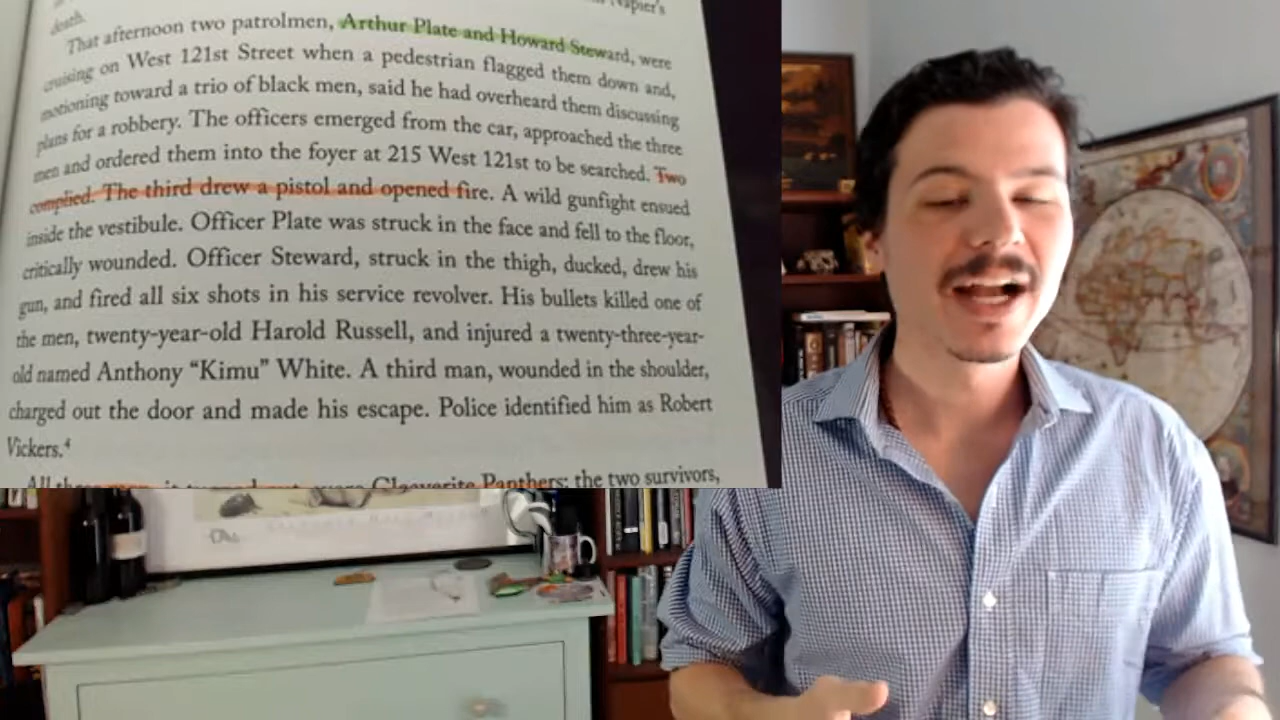 death.
That afternoon two patrolmen, Arthur Plate and Howard Steward, were
cruising on West 121st Street when a pedestrian flagged them down and,
motioning toward a trio of black men, said he had overheard them discussing
plans for a robbery. The officers emerged from the car, approached the three
men and ordered them into the foyer at 215 West 121st to be searched. Two
complied. The third drew a pistol and opened fire. A wild gunfight ensued
inside the vestibule. Officer Plate was struck in the face and fell to the floor,
critically wounded. Officer Steward, struck in the thigh, ducked, drew his
gun, and fired all six shots in his service revolver. His bullets killed one of
the men, twenty-year-old Harold Russell, and injured a twenty-three-year-
old named Anthony “Kimu” White. A third man, wounded in the shoulder,
charged out the door and made his escape. Police identified him as Robert
Vickers.⁴
Cleaverite Panthers; the two survivors,